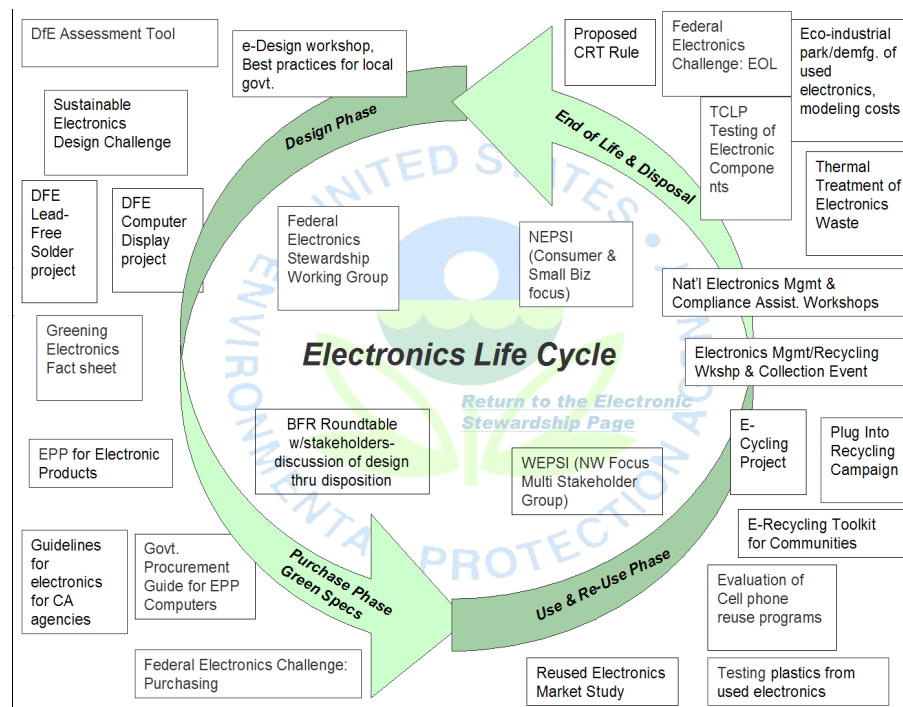 DfE Assessment Tool
e-Design workshop,
Best practices for local
govt.
Proposed
CRT Rule
Federal
Electronics
Challenge: EOL
Eco-industrial
park/demfg. of
used
electronics,
modeling costs
Sustainable
Electronics
Design Challenge
Design Phase
End of Life & Disposal
TCLP
Testing of
Electronic
Compone
nts
Thermal
Treatment of
Electronics
Waste
DFE
Lead-
Free
Solder
project
DFE
Computer
Display
project
Federal
Electronics
Stewardship
Working Group
NEPSI
(Consumer &
Small Biz
focus)
Nat'l Electronics Mgmt &
Compliance Assist. Workshops
Greening
Electronics
Fact sheet
Electronics Life Cycle
Electronics Mgmt/Recycling
Wkshp & Collection Event
Return to the Electronic
Stewardship Page
BFR Roundtable
w/stakeholders-
discussion of design
thru disposition
WEPSI (NW Focus
Multi Stakeholder
Group)
E-
Cycling
Project
Plug Into
Recycling
Campaign
EPP for Electronic
Products
E-Recycling Toolkit
for Communities
Guidelines
for
electronics
for CA
agencies
Govt.
Procurement
Guide for EPP
Computers
Purchase Phase
Green Specs
Use & Re-Use Phase
Evaluation of
Cell phone
reuse programs
Federal Electronics Challenge:
Purchasing
Reused Electronics
Market Study
Testing plastics from
used electronics
UNITED STATES
ENVIRONMENTAL PROTECTION